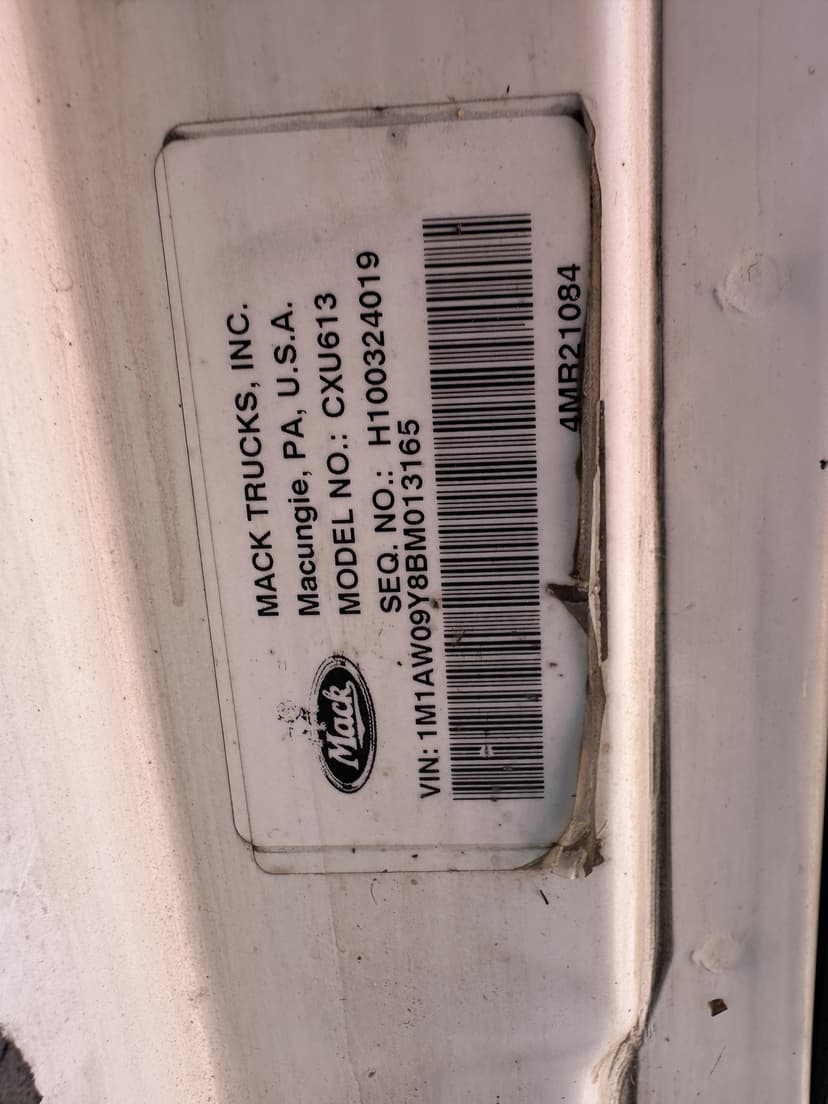 MACK TRUCKS, INC.
Macungie, PA, U.S.A.
MODEL NO.: CXU613
SEQ. NO.: H100324019
Mack
VIN: 1M1AW09Y8BM013165
4MR21084